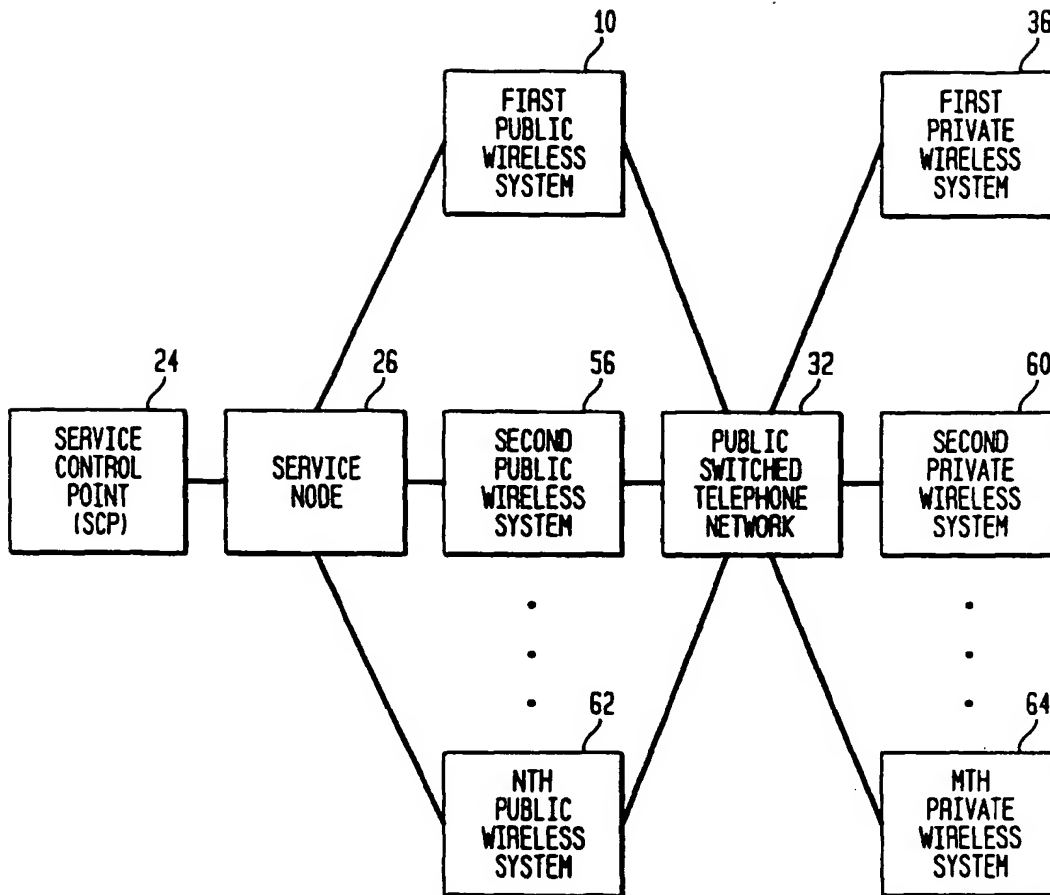 10
36
FIRST
PUBLIC
WIRELESS
SYSTEM
FIRST
PRIVATE
WIRELESS
SYSTEM
24
26
56
32
60
SERVICE
CONTROL
POINT
(SCP)
SERVICE
NODE
SECOND
PUBLIC
WIRELESS
SYSTEM
PUBLIC
SWITCHED
TELEPHONE
NETWORK
SECOND
PRIVATE
WIRELESS
SYSTEM
62
64
NTH
PUBLIC
WIRELESS
SYSTEM
MTH
PRIVATE
WIRELESS
SYSTEM